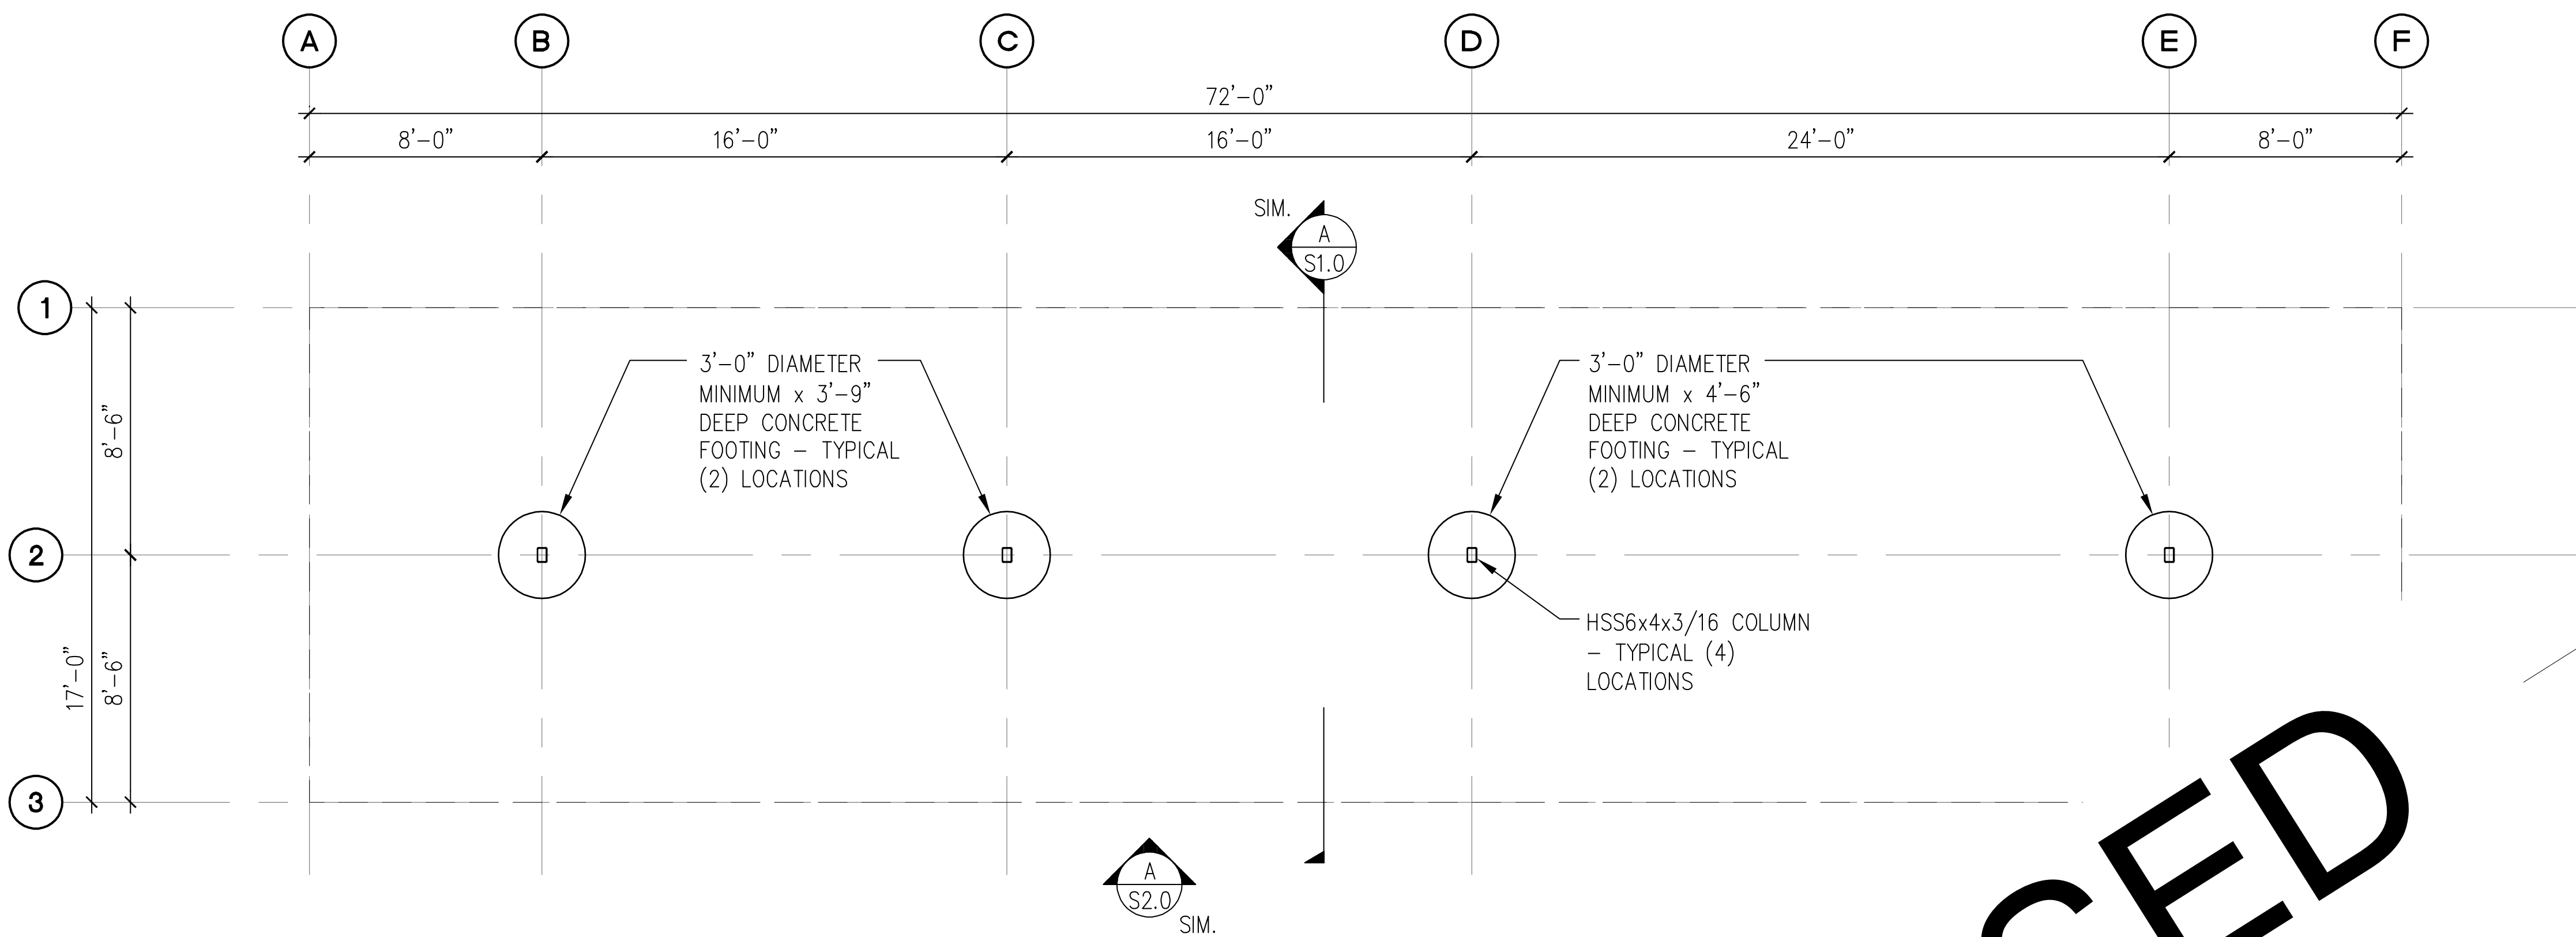 A
B
C
D
E
F
72'-0"
8'-0"
16'-0"
16'-0"
24'-0"
8'-0"
SIM.
A
S1.0
1
3'-0" DIAMETER
MINIMUM x 3'-9"
DEEP CONCRETE
FOOTING – TYPICAL
(2) LOCATIONS
3'-0" DIAMETER
MINIMUM x 4'-6"
DEEP CONCRETE
FOOTING – TYPICAL
(2) LOCATIONS
8'-6"
2
HSS6x4x3/16 COLUMN
– TYPICAL (4)
LOCATIONS
17'-0"
8'-6"
3
A
S2.0
SIM.